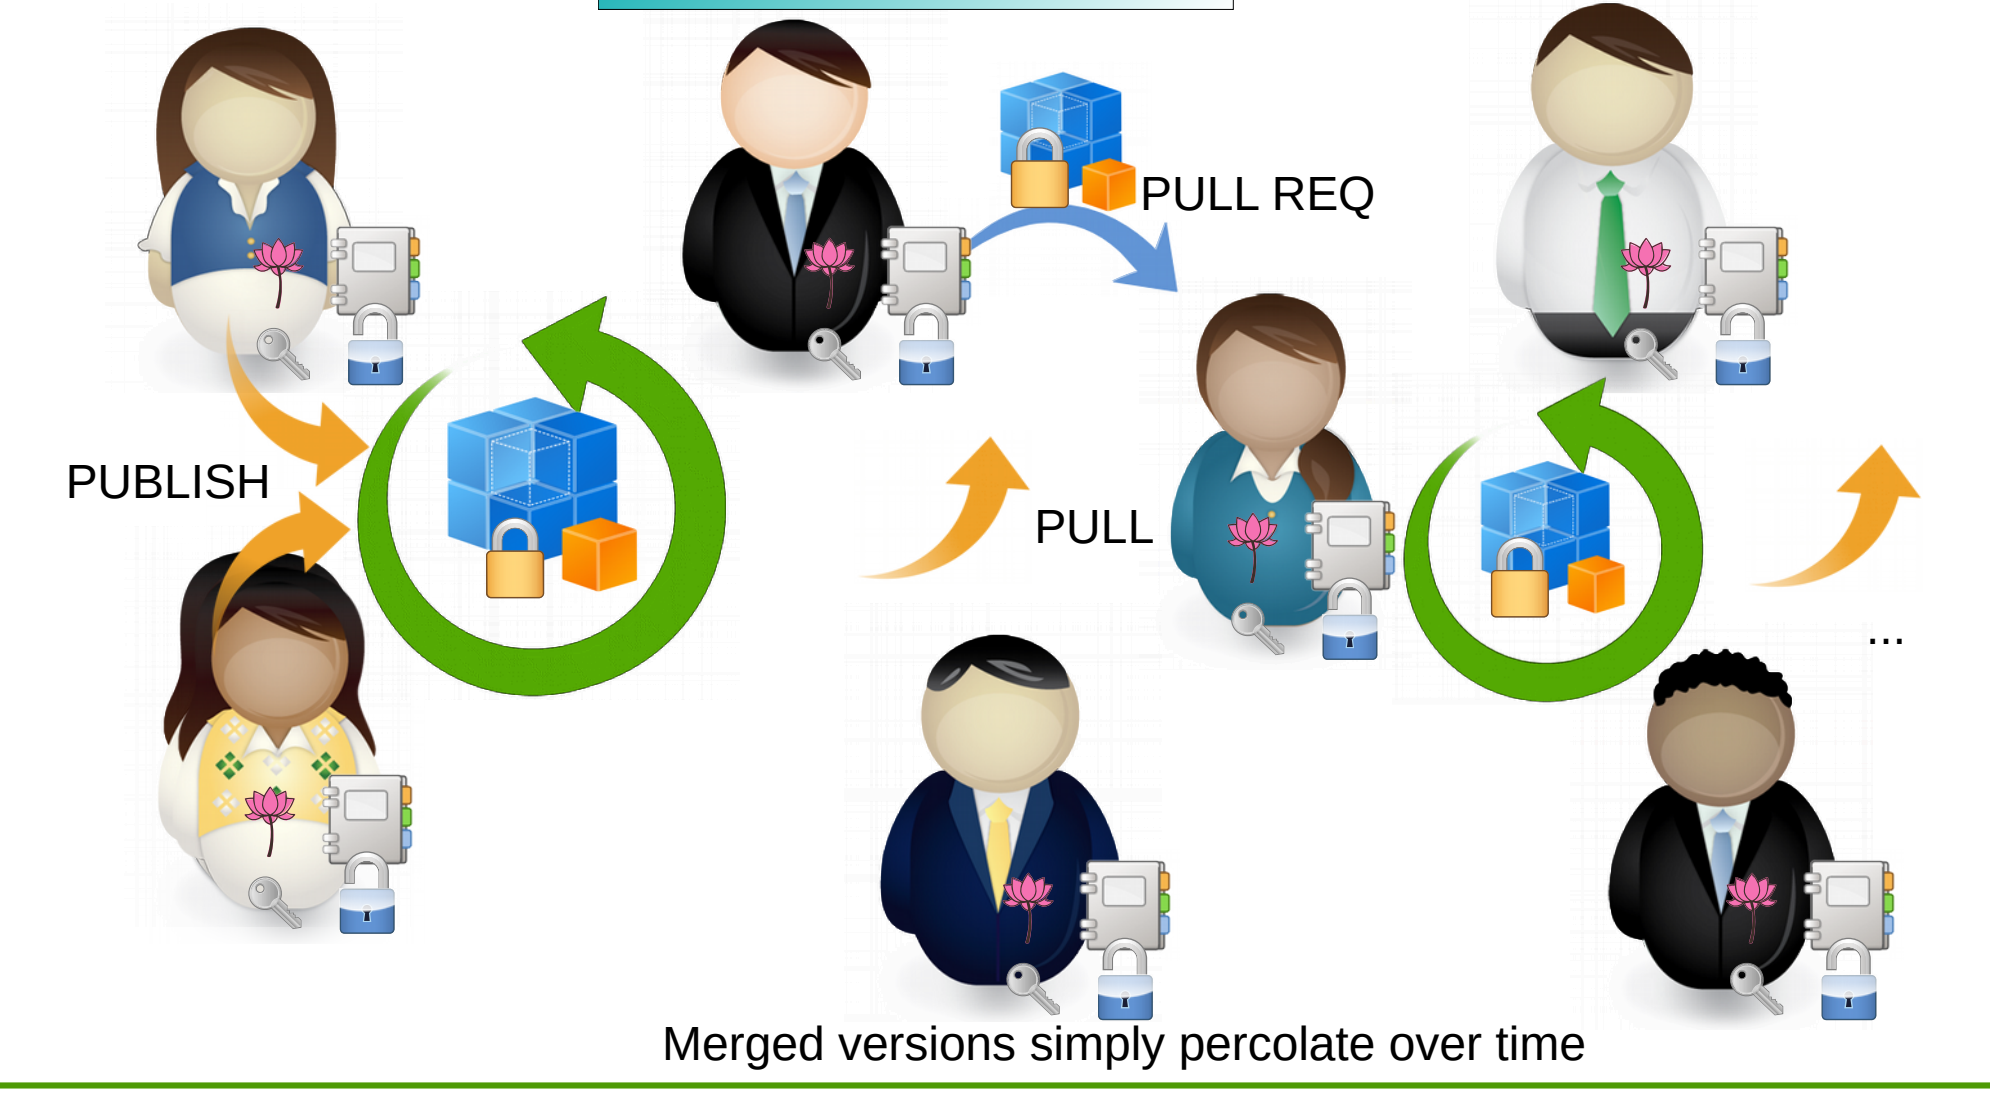 PULL REQ
PUBLISH
PULL
...
Merged versions simply percolate over time